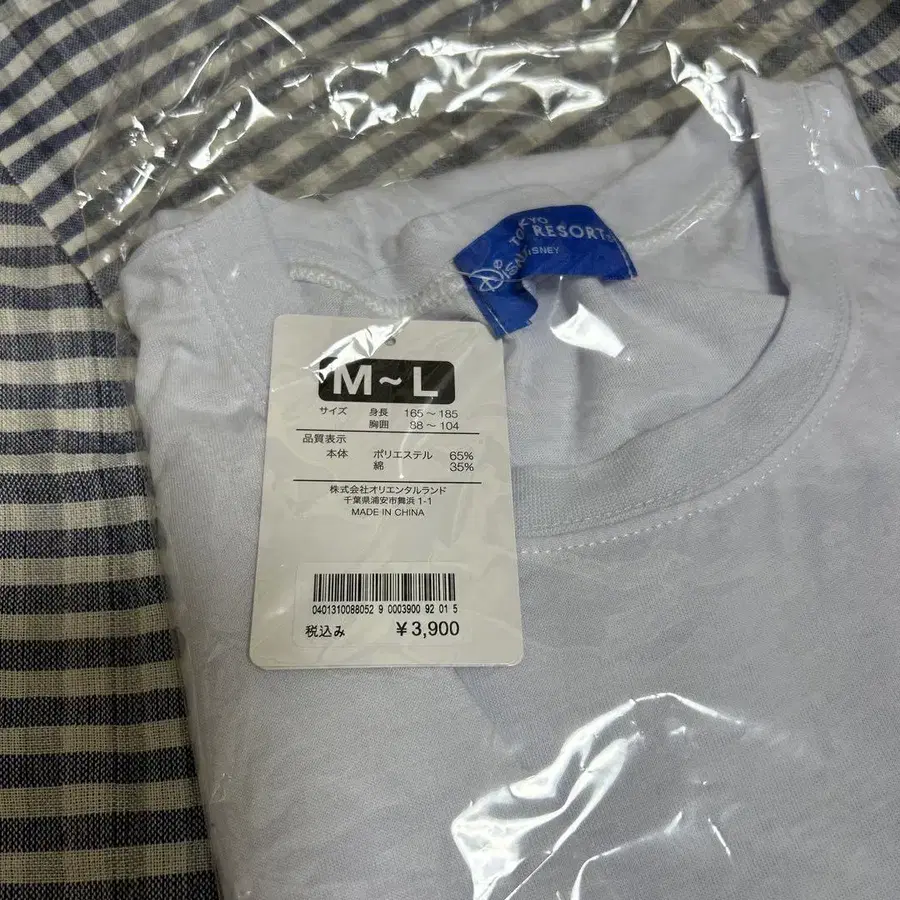 TOKYO
Disney RESORT®
DISNEY
M~L
サイズ 身長 165~185
胸囲 88~104
品質表示
本体 ポリエステル 65%
綿 35%
株式会社オリエンタルランド
千葉県浦安市舞浜 1-1
MADE IN CHINA
0401310088052 9 0003900 92 01 5
税込み ¥3,900